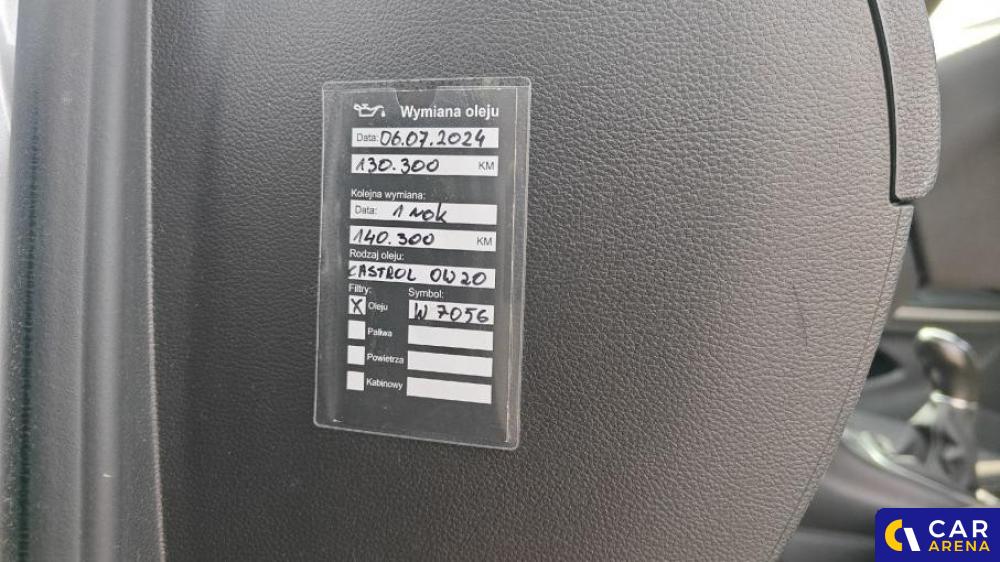 Wymiana oleju
Data: 06.07.2024
130.300 KM
Kolejna wymiana:
Data: 1 rok
140.300 KM
Rodzaj oleju:
CASTROL 0W20
Filtry: Symbol:
X Oleju W 7056
Paliwa
Powietrza
Kabinowy
CAR
ARENA